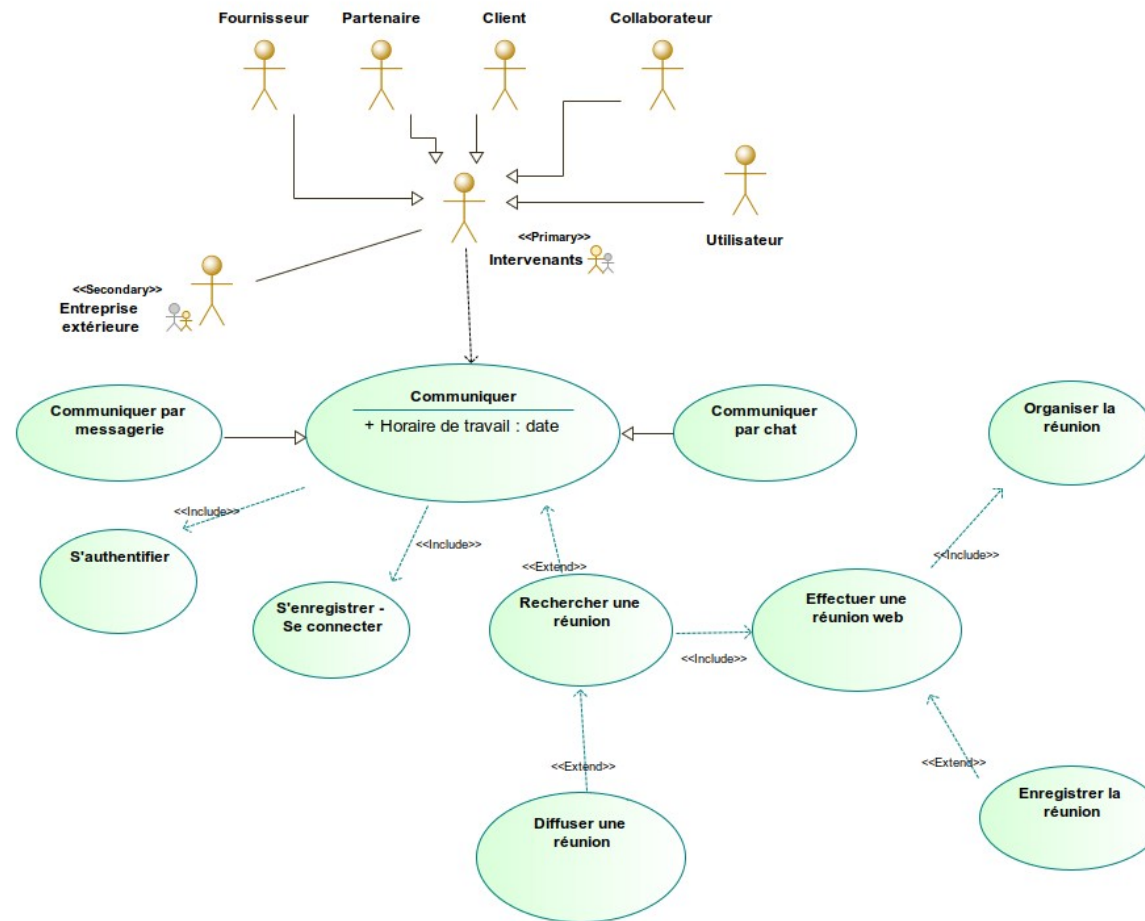 Fournisseur
Partenaire
Client
Collaborateur
Utilisateur
<<Primary>>
Intervenants
<<Secondary>>
Entreprise
extérieure
Communiquer
+ Horaire de travail : date
Communiquer par
messagerie
Communiquer
par chat
Organiser la
réunion
<<Include>>
S'authentifier
<<Include>>
S'enregistrer -
Se connecter
<<Extend>>
Rechercher une
réunion
<<Include>>
Effectuer une
réunion web
<<Include>>
<<Extend>>
Diffuser une
réunion
<<Extend>>
Enregistrer la
réunion